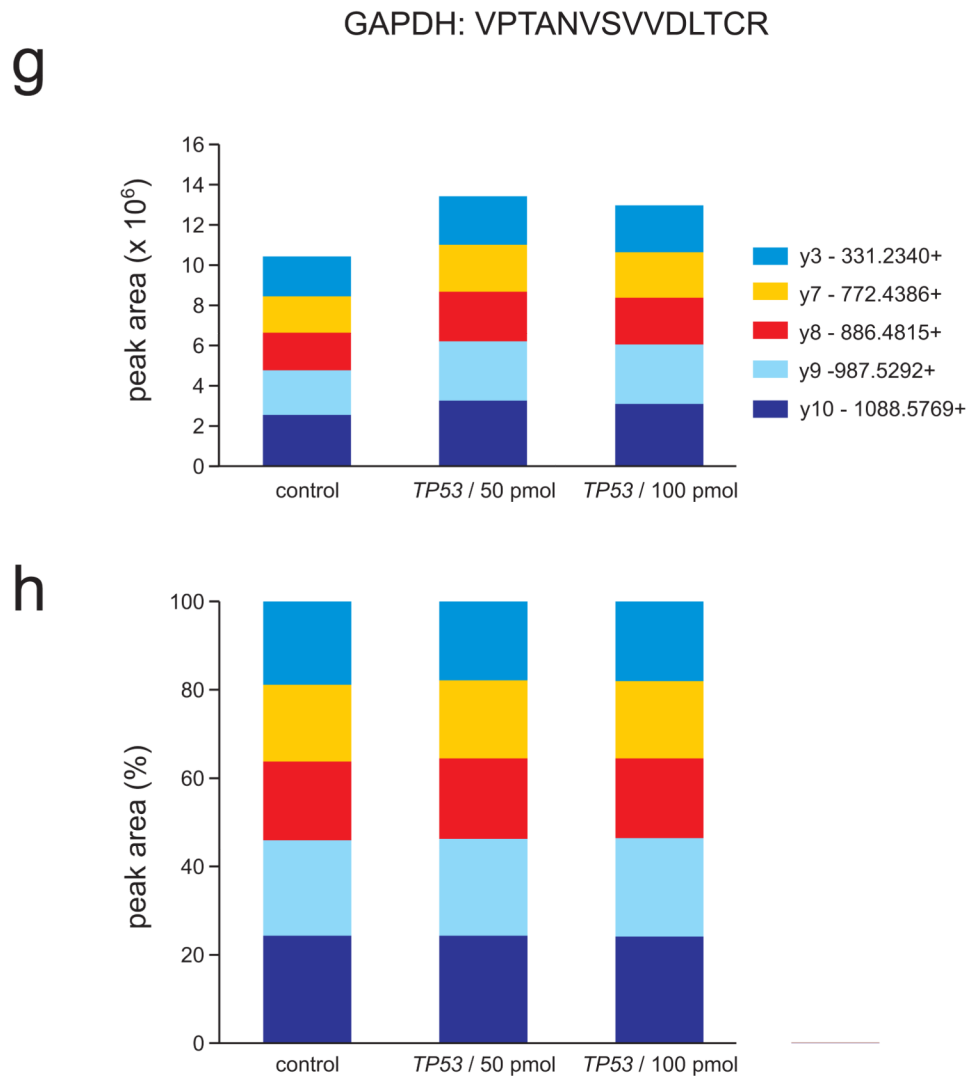 GAPDH: VPTANVSVVDLTCR
g
peak area (x 10⁶)
16
14
12
10
8
6
4
2
0
control
TP53 / 50 pmol
TP53 / 100 pmol
y3 - 331.2340+
y7 - 772.4386+
y8 - 886.4815+
y9 -987.5292+
y10 - 1088.5769+
h
peak area (%)
100
80
60
40
20
0
control
TP53 / 50 pmol
TP53 / 100 pmol